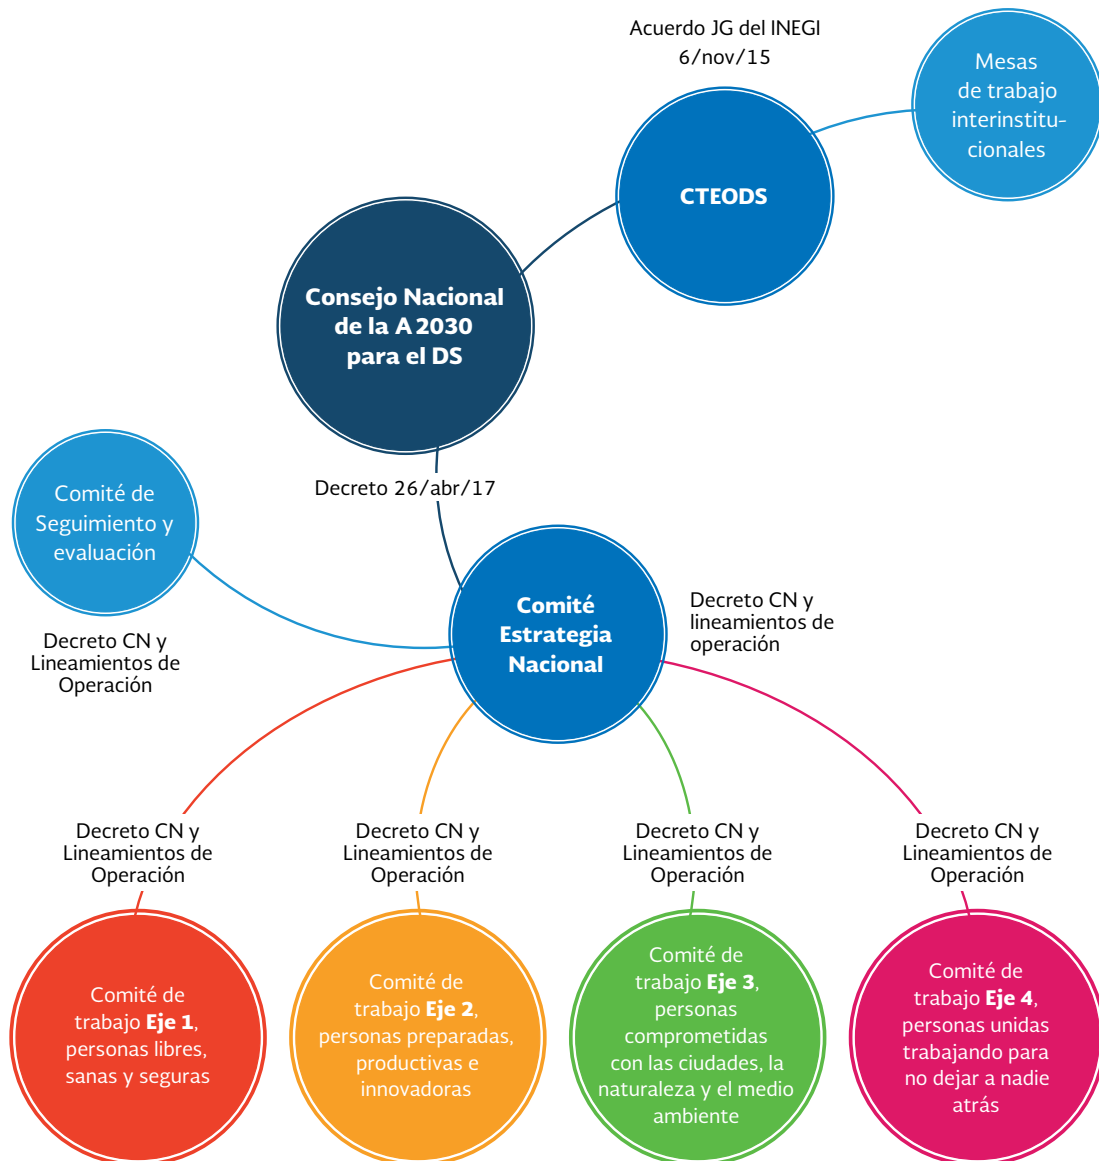 Acuerdo JG del INEGI
6/nov/15
Mesas
de trabajo
interinstitu-
cionales
CTEODS
Consejo Nacional
de la A 2030
para el DS
Decreto 26/abr/17
Comité de
Seguimiento y
evaluación
Decreto CN y
Lineamientos de
Operación
Comité
Estrategia
Nacional
Decreto CN y
lineamientos de
operación
Decreto CN y
Lineamientos de
Operación
Decreto CN y
Lineamientos de
Operación
Decreto CN y
Lineamientos de
Operación
Decreto CN y
Lineamientos de
Operación
Comité de
trabajo Eje 1,
personas libres,
sanas y seguras
Comité de
trabajo Eje 2,
personas preparadas,
productivas e
innovadoras
Comité de
trabajo Eje 3,
personas
comprometidas
con las ciudades, la
naturaleza y el medio
ambiente
Comité de
trabajo Eje 4,
personas unidas
trabajando para
no dejar a nadie
atrás